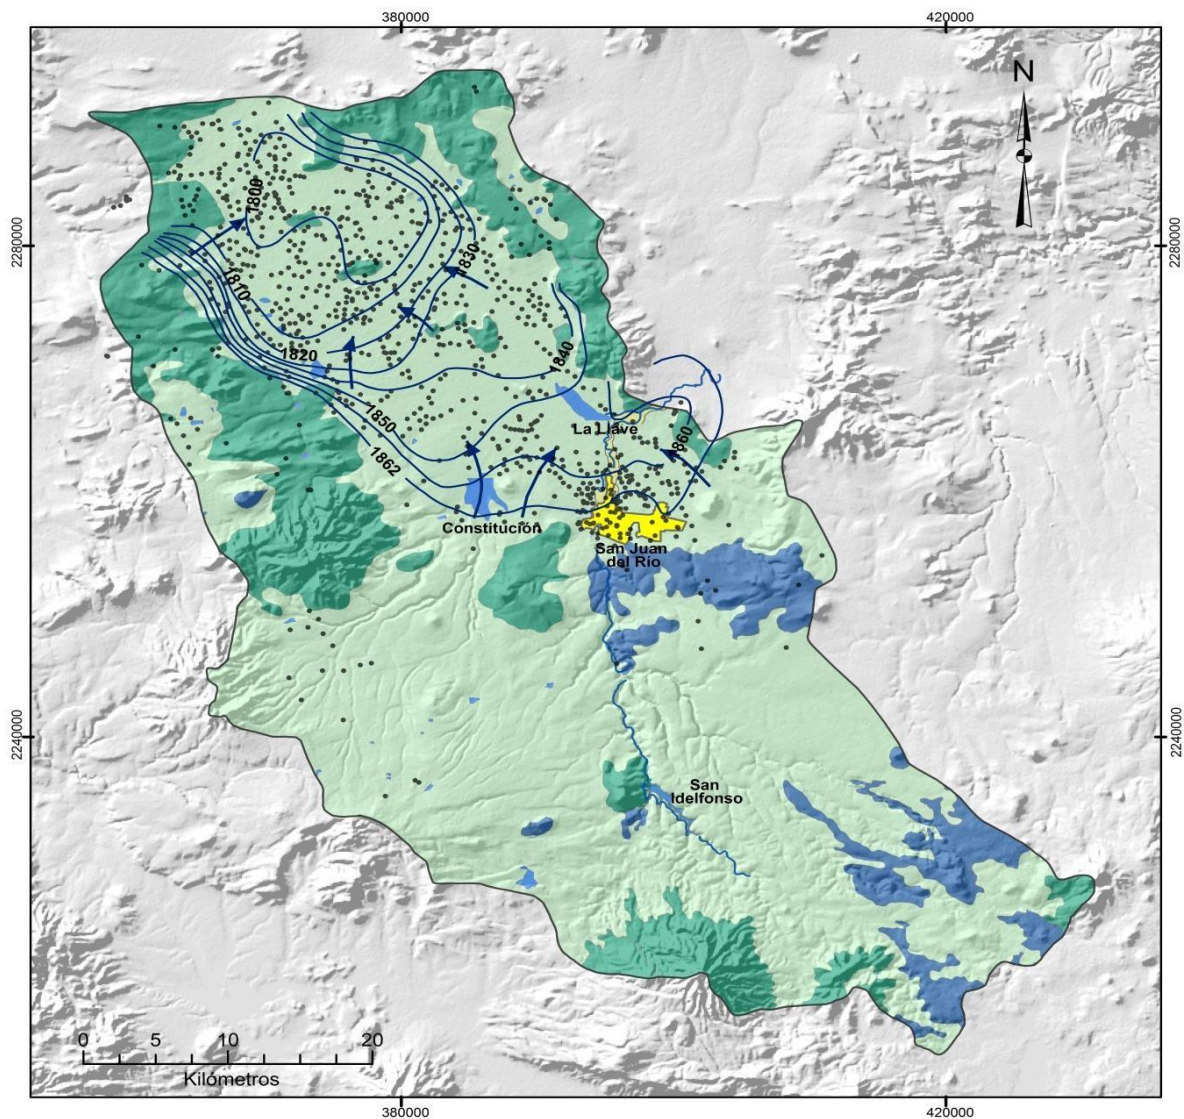 380000
420000
N
2280000
2280000
1800
1810
1830
1820
1840
1850
1862
La Llave
1860
Constitución
San Juan
del Río
2240000
2240000
San
Idelfonso
0 5 10 20
Kilómetros
380000
420000